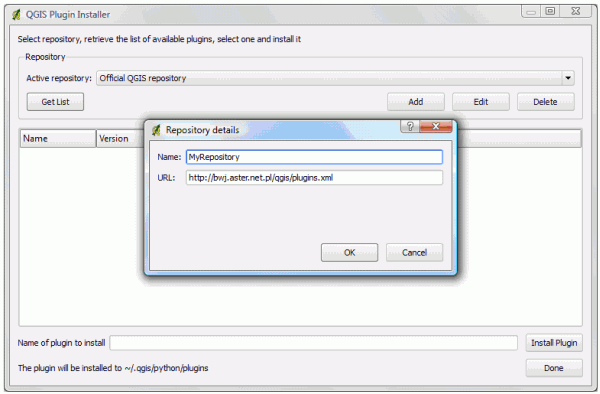 QGIS Plugin Installer
Select repository, retrieve the list of available plugins, select one and install it
Repository
Active repository: Official QGIS repository
Get List Add Edit Delete
Name Version
Repository details
?
Name: MyRepository
URL: http://bwj.aster.net.pl/qgis/plugins.xml
OK Cancel
Name of plugin to install Install Plugin
The plugin will be installed to ~/.qgis/python/plugins Done